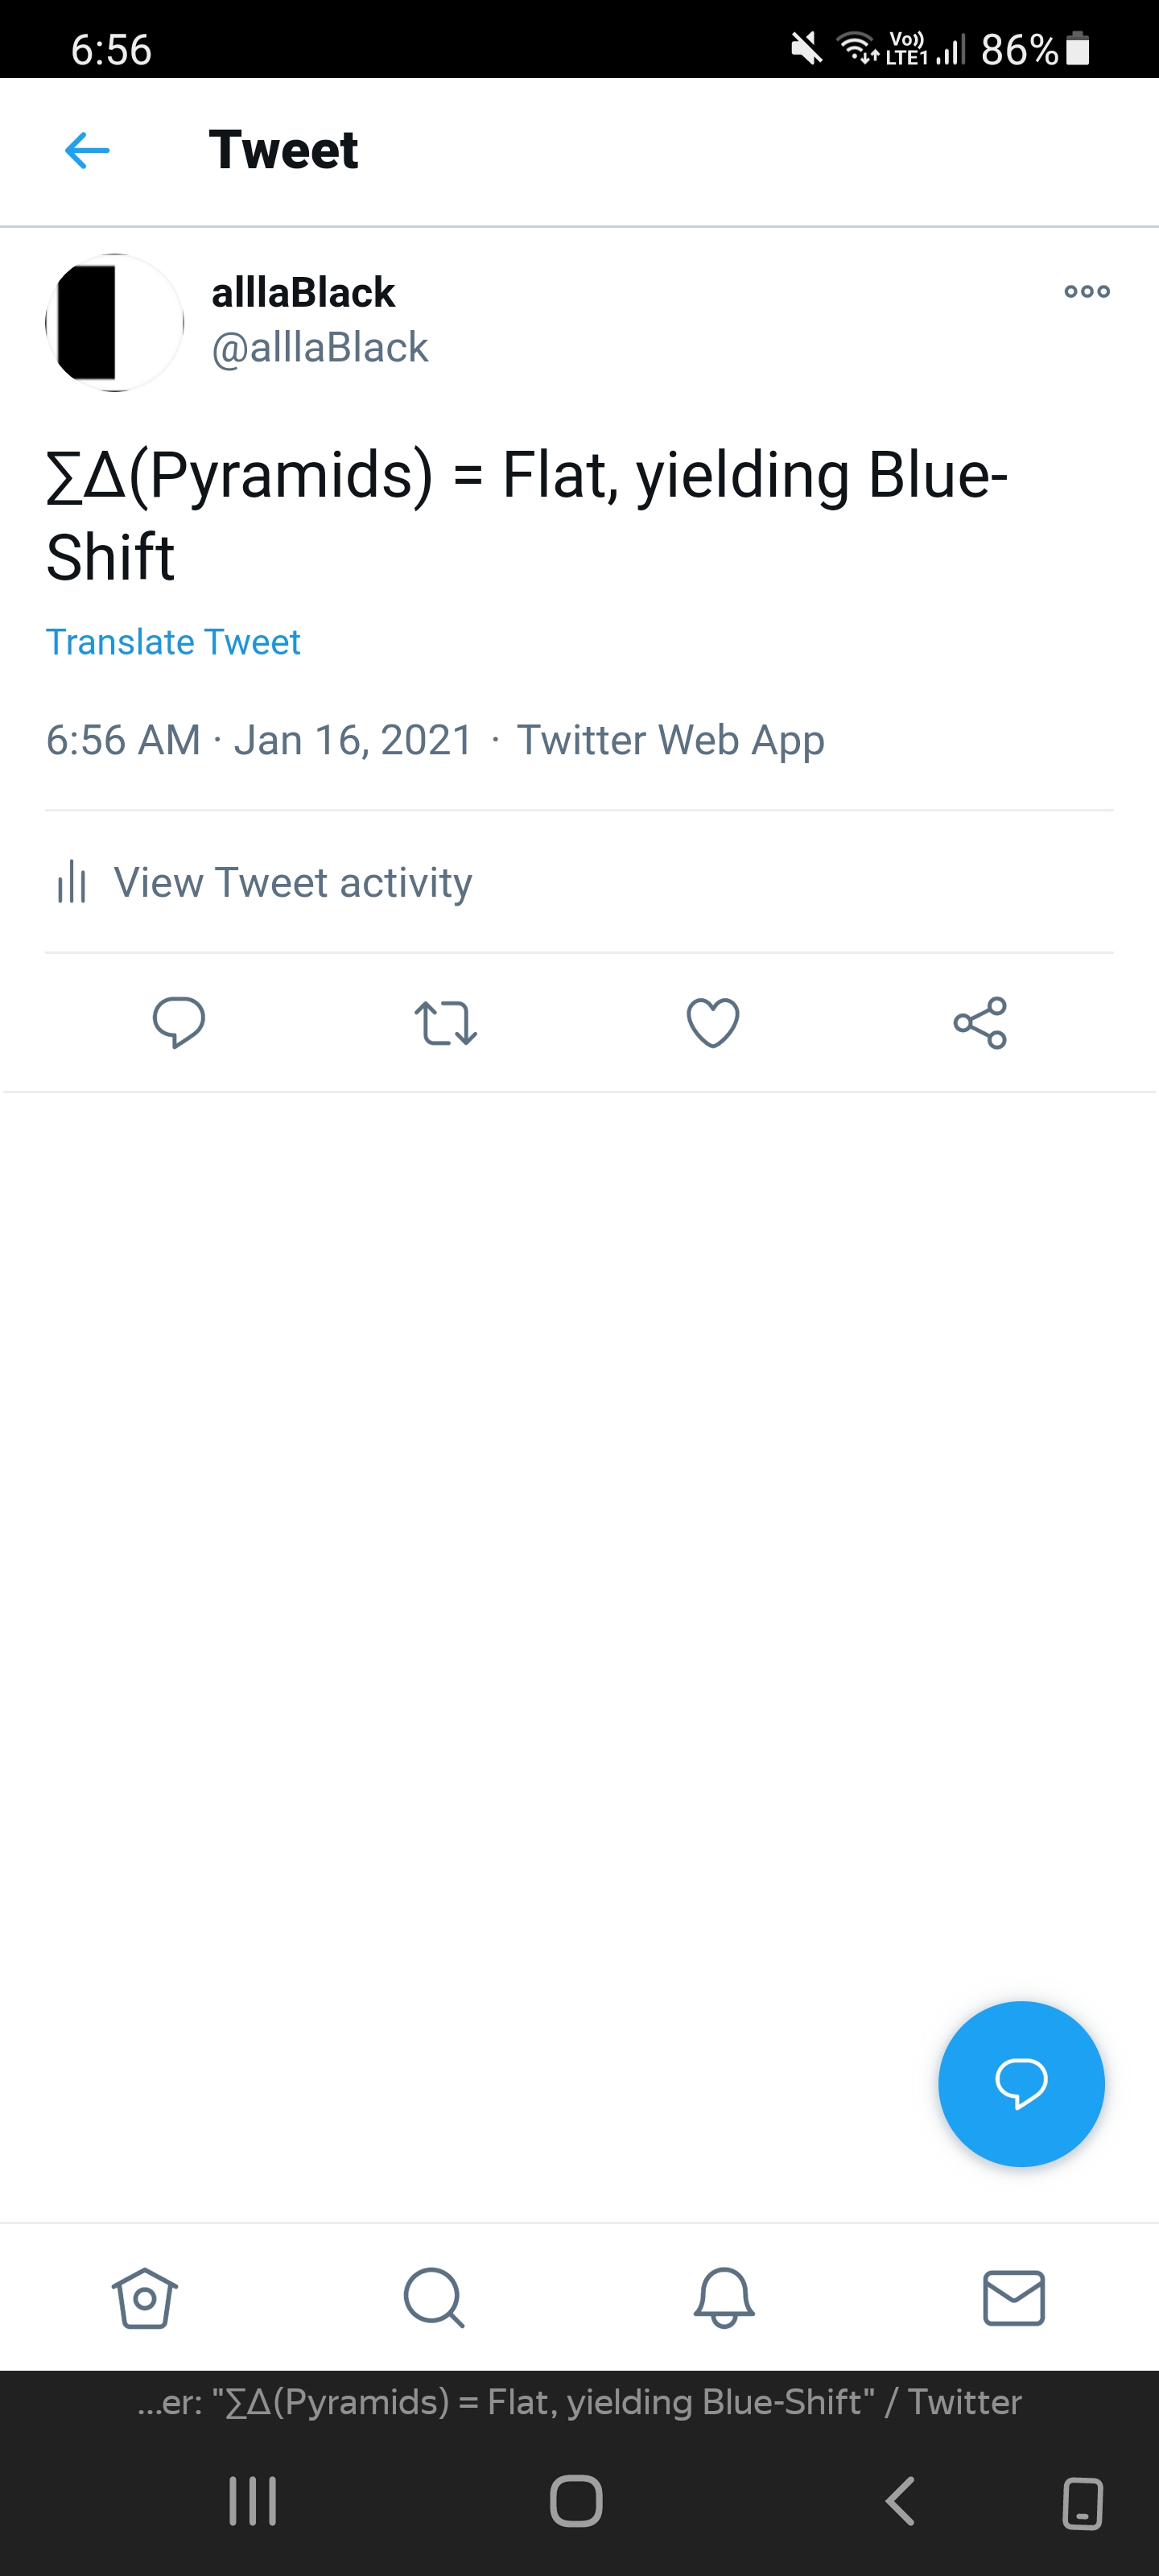 6:56 Vo)) LTE1 86%
Tweet
alllaBlack
@alllaBlack
∑∆(Pyramids) = Flat, yielding Blue-
Shift
Translate Tweet
6:56 AM · Jan 16, 2021 · Twitter Web App
View Tweet activity
...er: "∑∆(Pyramids) = Flat, yielding Blue-Shift" / Twitter